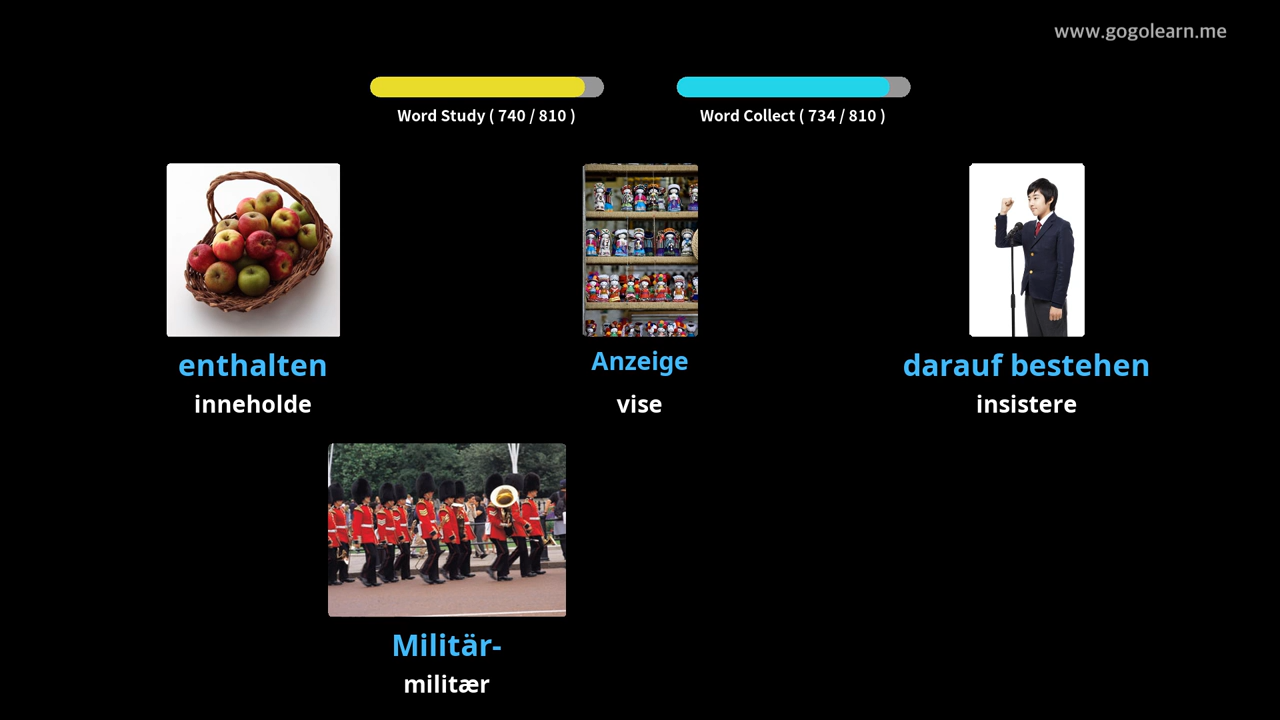 www.gogolearn.me
Word Study ( 740 / 810 )
Word Collect ( 734 / 810 )
enthalten
inneholde
Anzeige
vise
darauf bestehen
insistere
Militär-
militær